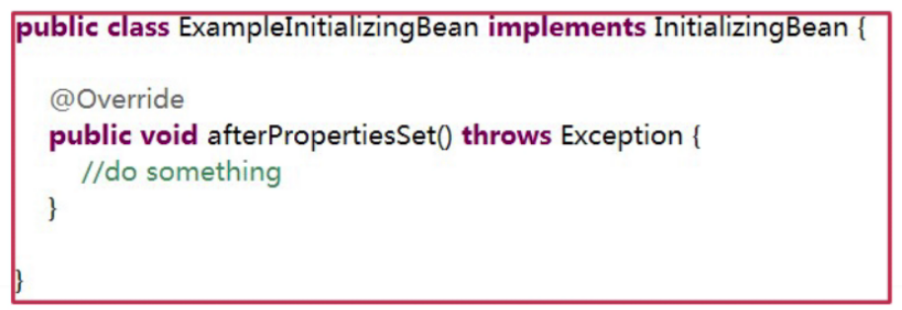 public class ExampleInitializingBean implements InitializingBean {
@Override
public void afterPropertiesSet() throws Exception {
//do something
}
}